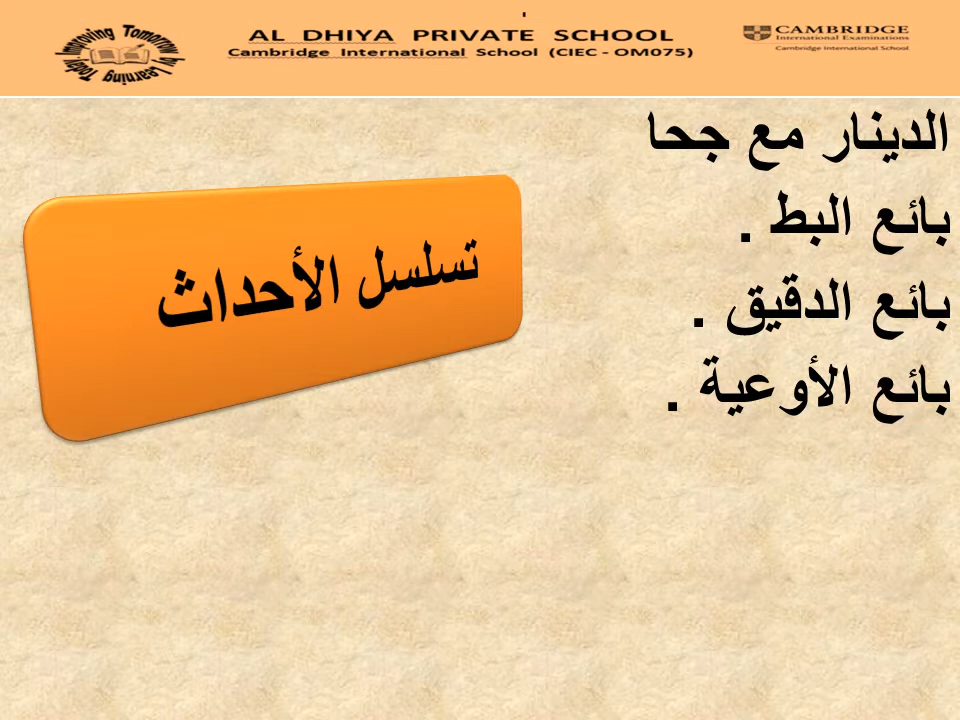 Improving Tomorrow by Learning Today
AL DHIYA PRIVATE SCHOOL
Cambridge International School (CIEC - OM075)
CAMBRIDGE
International Examinations
Cambridge International School
الدينار مع جحا
بائع البط .
بائع الدقيق .
بائع الأوعية .
تسلسل الأحداث